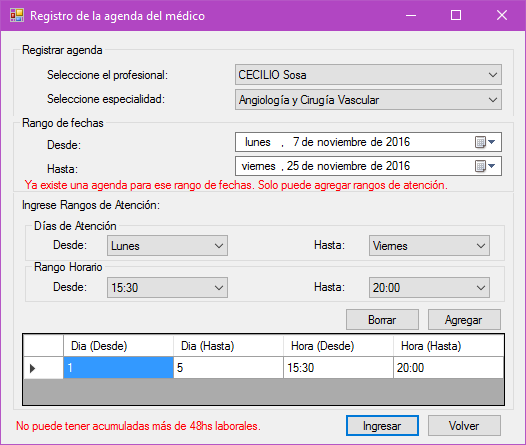 Registro de la agenda del médico
Registrar agenda
Seleccione el profesional: CECILIO Sosa
Seleccione especialidad: Angiología y Cirugía Vascular
Rango de fechas
Desde: lunes , 7 de noviembre de 2016
Hasta: viernes , 25 de noviembre de 2016
Ya existe una agenda para ese rango de fechas. Solo puede agregar rangos de atención.
Ingrese Rangos de Atención:
Días de Atención
Desde: Lunes Hasta: Viernes
Rango Horario
Desde: 15:30 Hasta: 20:00
Borrar Agregar
Dia (Desde) Dia (Hasta) Hora (Desde) Hora (Hasta)
1 5 15:30 20:00
No puede tener acumuladas más de 48hs laborales. Ingresar Volver